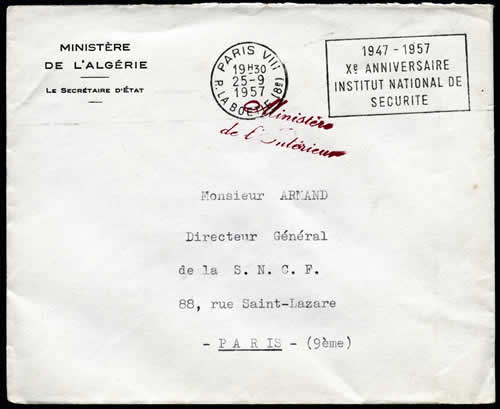 MINISTÈRE
DE L'ALGÉRIE
LE SECRÉTAIRE D'ÉTAT
PARIS VIII
19H30
25-9
1957
R. LA BOETIE (8e)
1947 - 1957
Xe ANNIVERSAIRE
INSTITUT NATIONAL DE
SECURITE
Ministère
de l'Intérieur
Monsieur ARMAND
Directeur Général
de la S. N. C. F.
88, rue Saint-Lazare
- PARIS - (9ème)